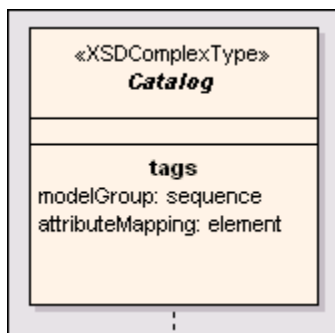 «XSDComplexType»
Catalog
tags
modelGroup: sequence
attributeMapping: element